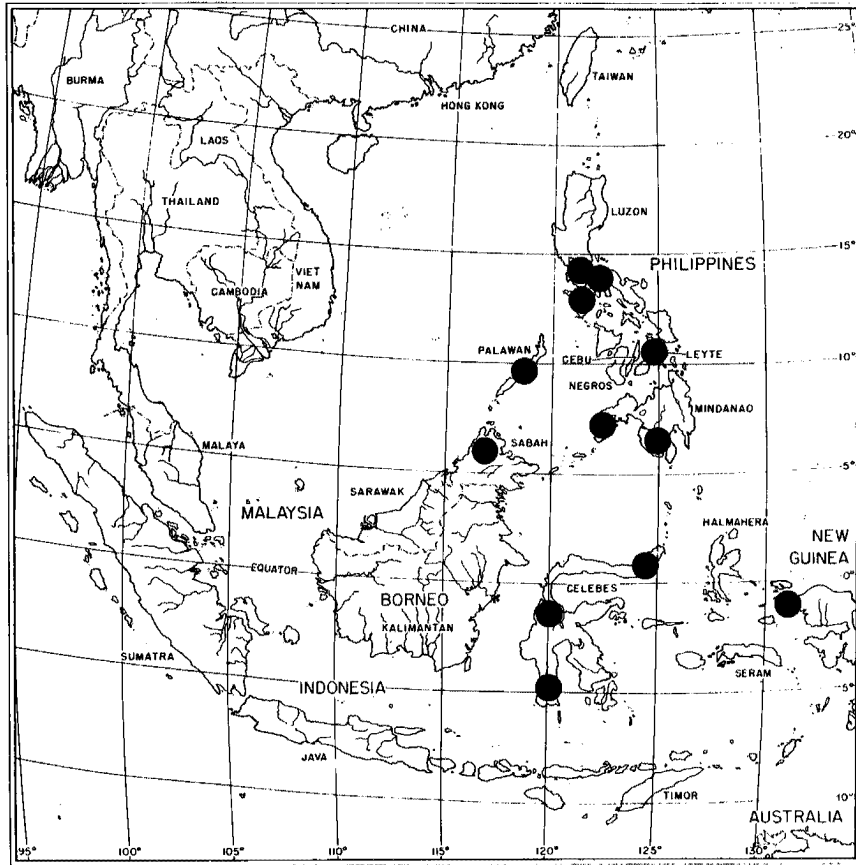 CHINA
25°
BURMA
TAIWAN
HONG KONG
LAOS
20°
THAILAND
LUZON
15°
VIET
NAM
PHILIPPINES
CAMBODIA
PALAWAN
CEBU
LEYTE
10°
NEGROS
MINDANAO
MALAYA
SABAH
5°
SARAWAK
MALAYSIA
HALMAHERA
NEW
GUINEA
EQUATOR
0°
BORNEO
CELEBES
KALIMANTAN
SUMATRA
SERAM
INDONESIA
5°
JAVA
TIMOR
10°
AUSTRALIA
95° 100° 105° 110° 115° 120° 125° 130°